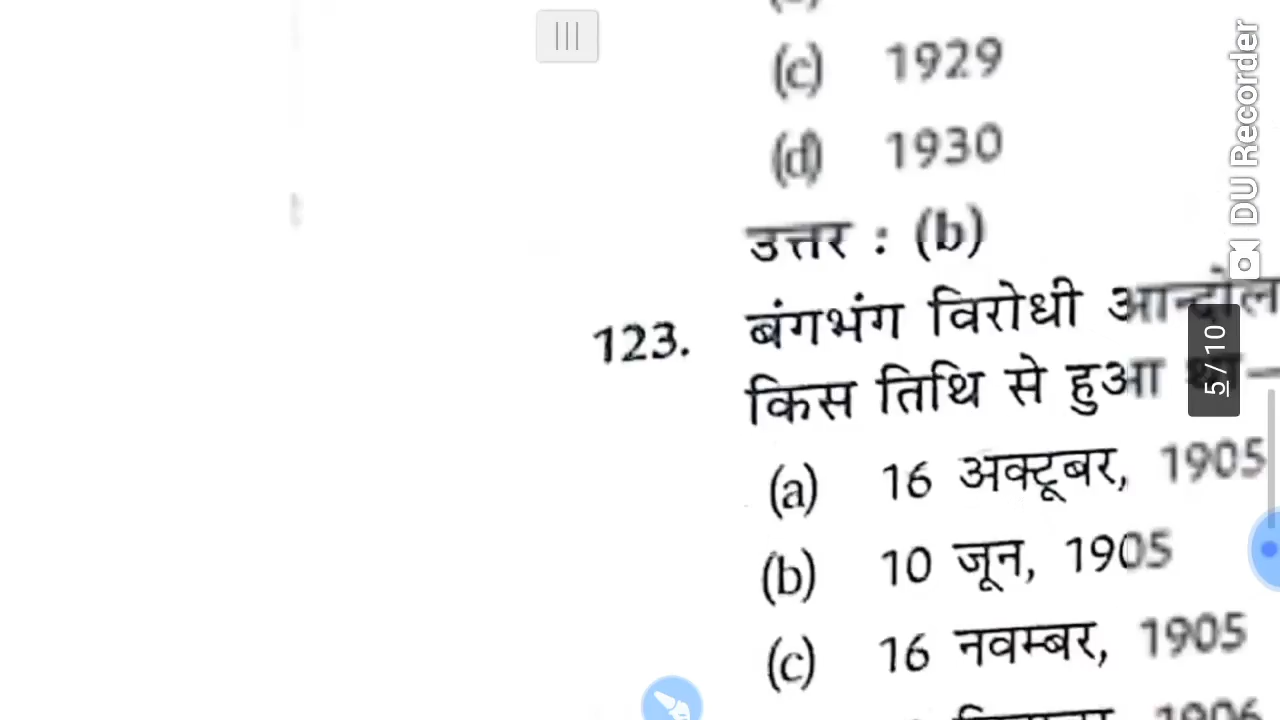 (c) 1929
(d) 1930
उत्तर : (b)
123. बंगभंग विरोधी
किस तिथि से हुआ
(a) 16 अक्टूबर, 1905
(b) 10 जून, 1905
(c) 16 नवम्बर, 1905
1906
DU Recorder
5 / 10